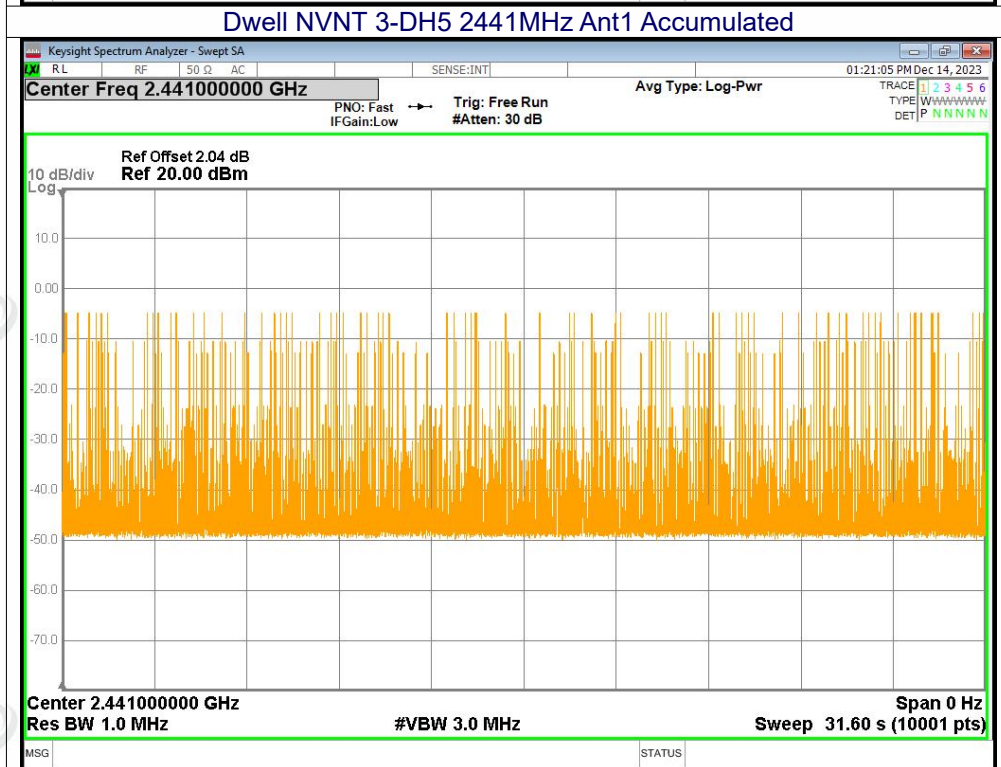 Dwell NVNT 3-DH5 2441MHz Ant1 Accumulated
Keysight Spectrum Analyzer - Swept SA
LXI RL RF 50 Ω AC SENSE:INT 01:21:05 PM Dec 14, 2023
Center Freq 2.441000000 GHz
PNO: Fast
IFGain:Low
Trig: Free Run
#Atten: 30 dB
Avg Type: Log-Pwr
TRACE 1 2 3 4 5 6
TYPE WWWWWWW
DET P N N N N N
Ref Offset 2.04 dB
10 dB/div Ref 20.00 dBm
Log
10.0
0.00
-10.0
-20.0
-30.0
-40.0
-50.0
-60.0
-70.0
Center 2.441000000 GHz Span 0 Hz
Res BW 1.0 MHz #VBW 3.0 MHz Sweep 31.60 s (10001 pts)
MSG STATUS